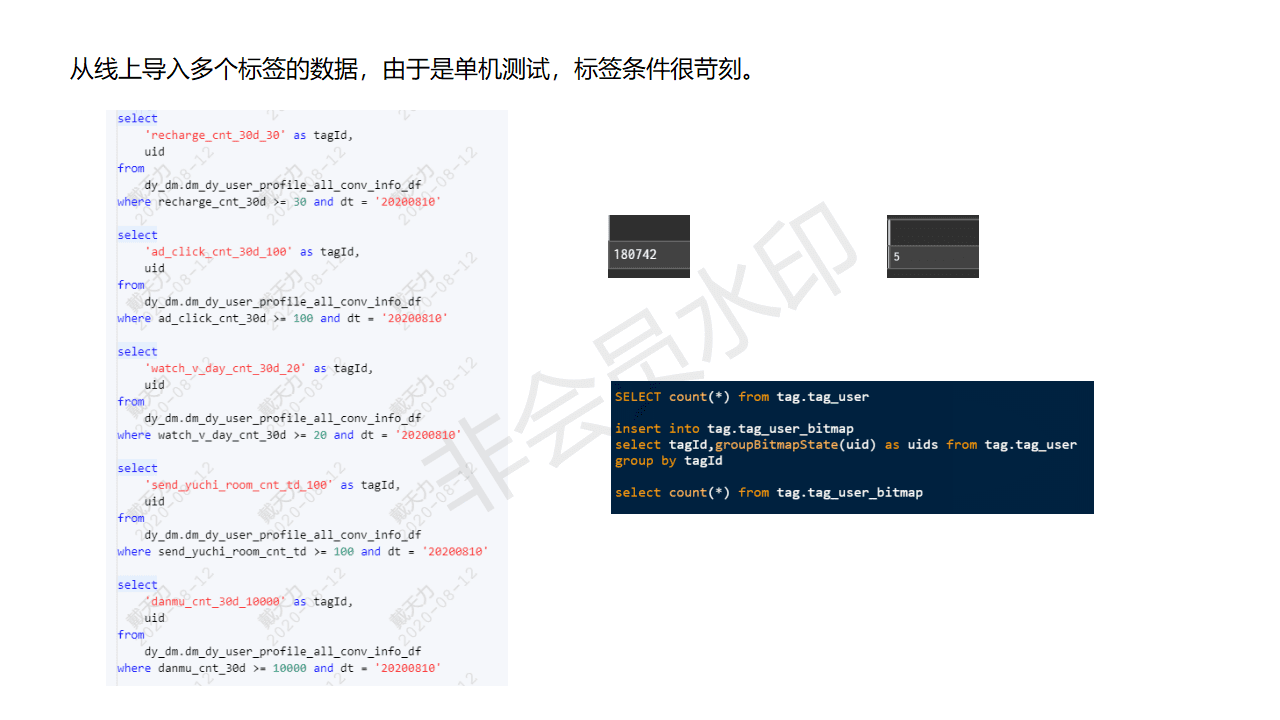 从线上导入多个标签的数据，由于是单机测试，标签条件很苛刻。
select
'recharge_cnt_30d_30' as tagId,
uid
from
dy_dm.dm_dy_user_profile_all_conv_info_df
where recharge_cnt_30d >= 30 and dt = '20200810'
select
'ad_click_cnt_30d_100' as tagId,
uid
from
dy_dm.dm_dy_user_profile_all_conv_info_df
where ad_click_cnt_30d >= 100 and dt = '20200810'
select
'watch_v_day_cnt_30d_20' as tagId,
uid
from
dy_dm.dm_dy_user_profile_all_conv_info_df
where watch_v_day_cnt_30d >= 20 and dt = '20200810'
select
'send_yuchi_room_cnt_td_100' as tagId,
uid
from
dy_dm.dm_dy_user_profile_all_conv_info_df
where send_yuchi_room_cnt_td >= 100 and dt = '20200810'
select
'danmu_cnt_30d_10000' as tagId,
uid
from
dy_dm.dm_dy_user_profile_all_conv_info_df
where danmu_cnt_30d >= 10000 and dt = '20200810'
180742
5
SELECT count(*) from tag.tag_user
insert into tag.tag_user_bitmap
select tagId,groupBitmapState(uid) as uids from tag.tag_user
group by tagId
select count(*) from tag.tag_user_bitmap
非会员水印
戴天力
2020-08-12